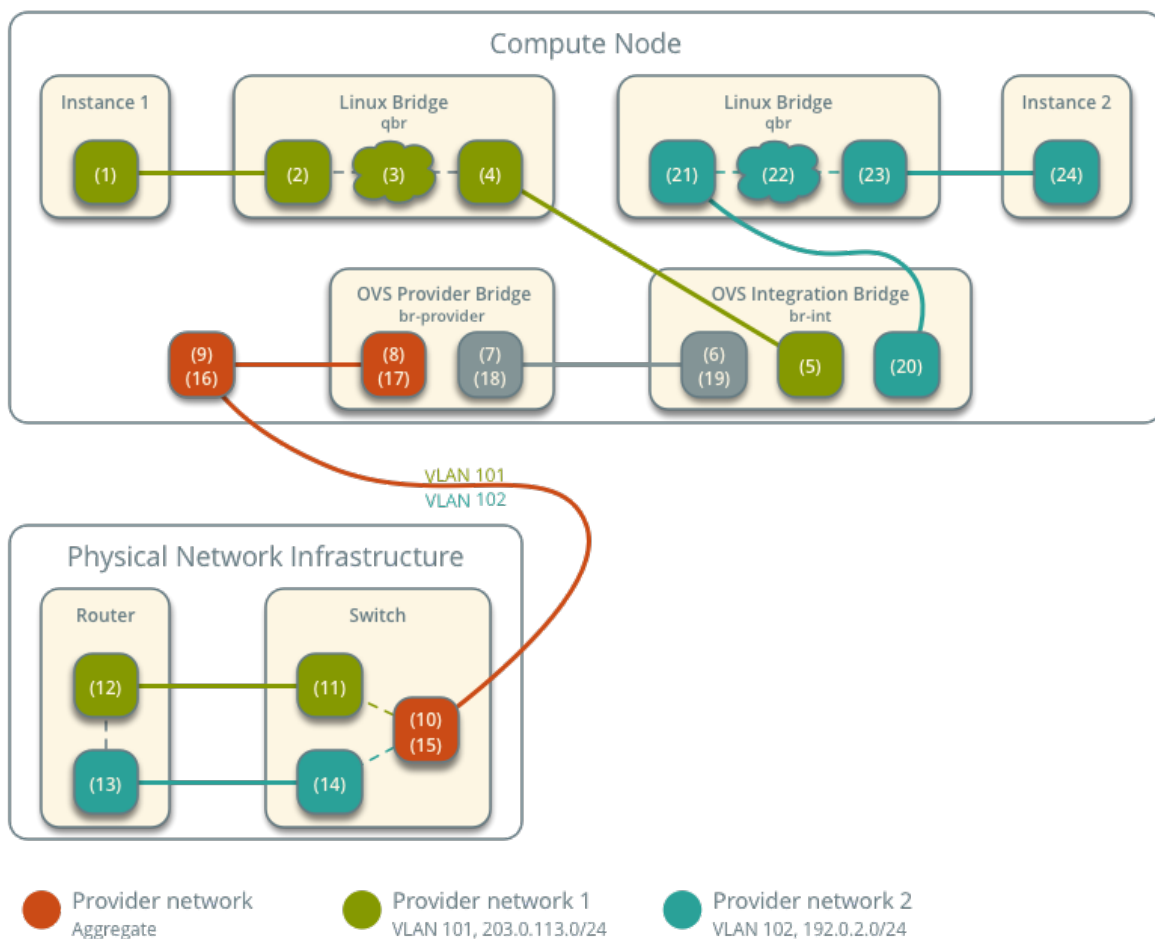 Compute Node
Instance 1
Linux Bridge
qbr
Linux Bridge
qbr
Instance 2
(1)
(2)
(3)
(4)
(21)
(22)
(23)
(24)
OVS Provider Bridge
br-provider
OVS Integration Bridge
br-int
(9)
(16)
(8)
(17)
(7)
(18)
(6)
(19)
(5)
(20)
VLAN 101
VLAN 102
Physical Network Infrastructure
Router
Switch
(12)
(11)
(10)
(15)
(13)
(14)
Provider network
Aggregate
Provider network 1
VLAN 101, 203.0.113.0/24
Provider network 2
VLAN 102, 192.0.2.0/24